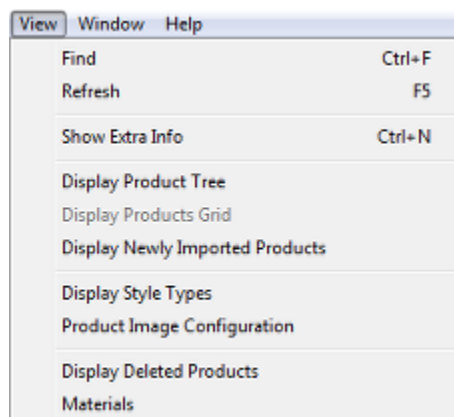 View Window Help
Find Ctrl+F
Refresh F5
Show Extra Info Ctrl+N
Display Product Tree
Display Products Grid
Display Newly Imported Products
Display Style Types
Product Image Configuration
Display Deleted Products
Materials